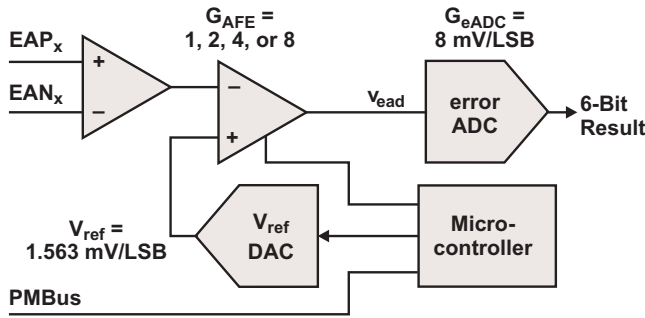 G_AFE =
1, 2, 4, or 8
G_eADC =
8 mV/LSB
EAP_x
+
EAN_x
–
–
+
v_ead
error
ADC
6-Bit
Result
V_ref =
1.563 mV/LSB
V_ref
DAC
Micro-
controller
PMBus